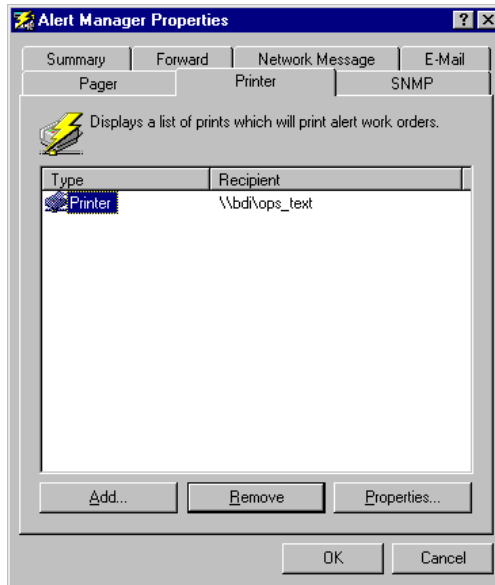 Alert Manager Properties
Summary Forward Network Message E-Mail
Pager Printer SNMP
Displays a list of prints which will print alert work orders.
Type Recipient
Printer \\bdi\ops_text
Add... Remove Properties...
OK Cancel